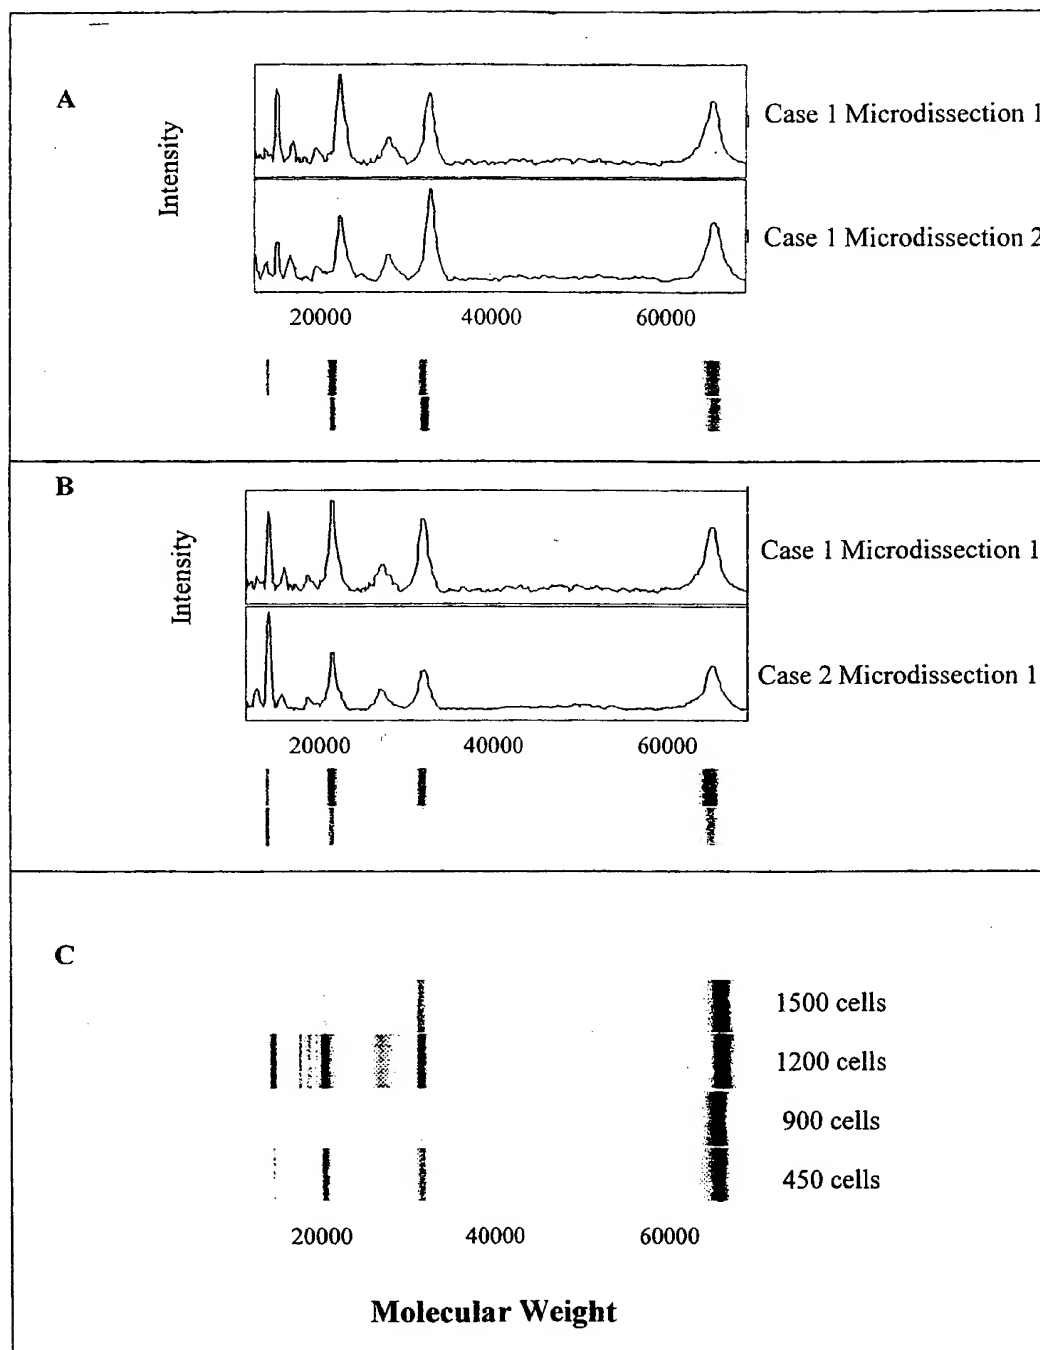 A
Intensity
Case 1 Microdissection 1
Case 1 Microdissection 2
20000 40000 60000
B
Intensity
Case 1 Microdissection 1
Case 2 Microdissection 1
20000 40000 60000
C
1500 cells
1200 cells
900 cells
450 cells
20000 40000 60000
Molecular Weight